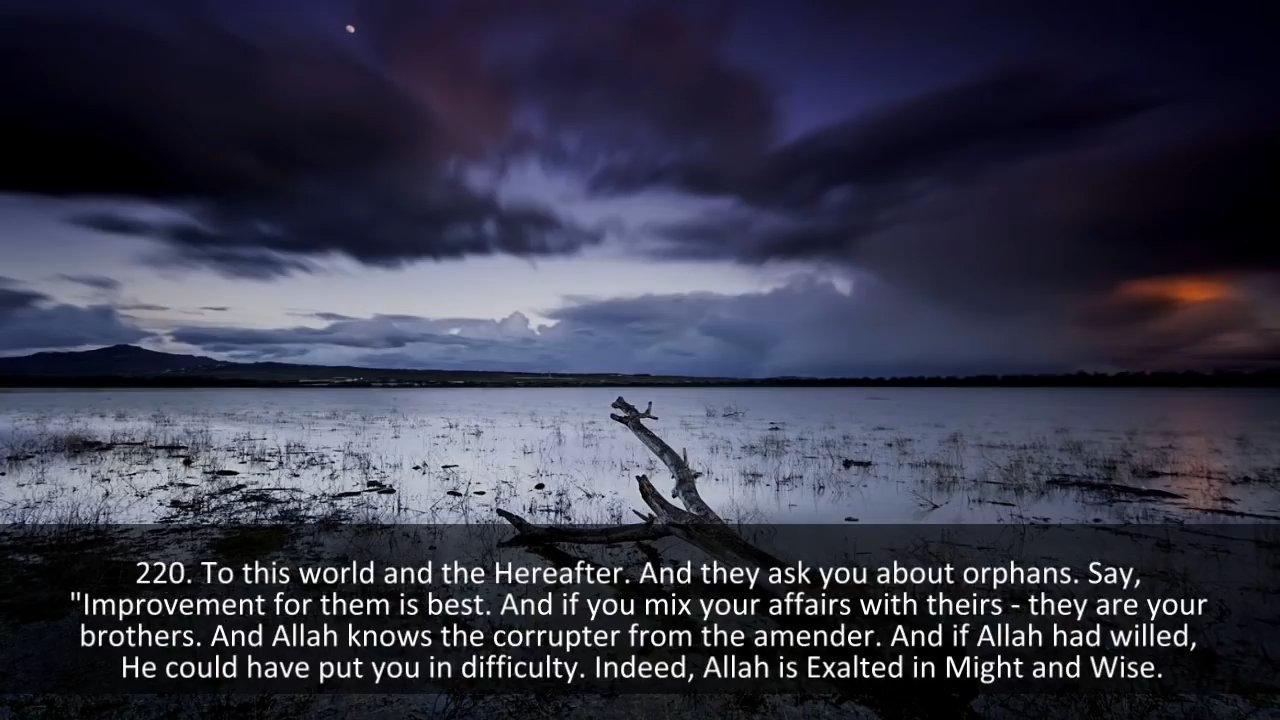 220. To this world and the Hereafter. And they ask you about orphans. Say,
"Improvement for them is best. And if you mix your affairs with theirs - they are your
brothers. And Allah knows the corrupter from the amender. And if Allah had willed,
He could have put you in difficulty. Indeed, Allah is Exalted in Might and Wise.